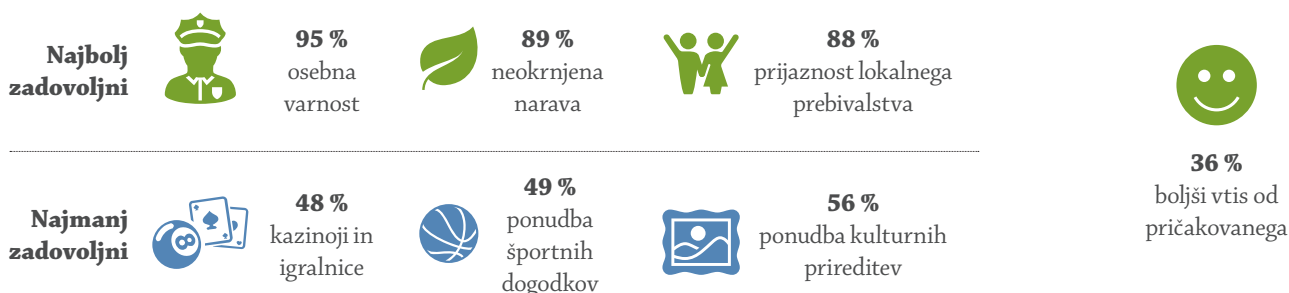 Najbolj
zadovoljni
95 %
osebna
varnost
89 %
neokrnjena
narava
88 %
prijaznost lokalnega
prebivalstva
Najmanj
zadovoljni
8
48 %
kazinoji in
igralnice
49 %
ponudba
športnih
dogodkov
56 %
ponudba kulturnih
prireditev
36 %
boljši vtis od
pričakovanega